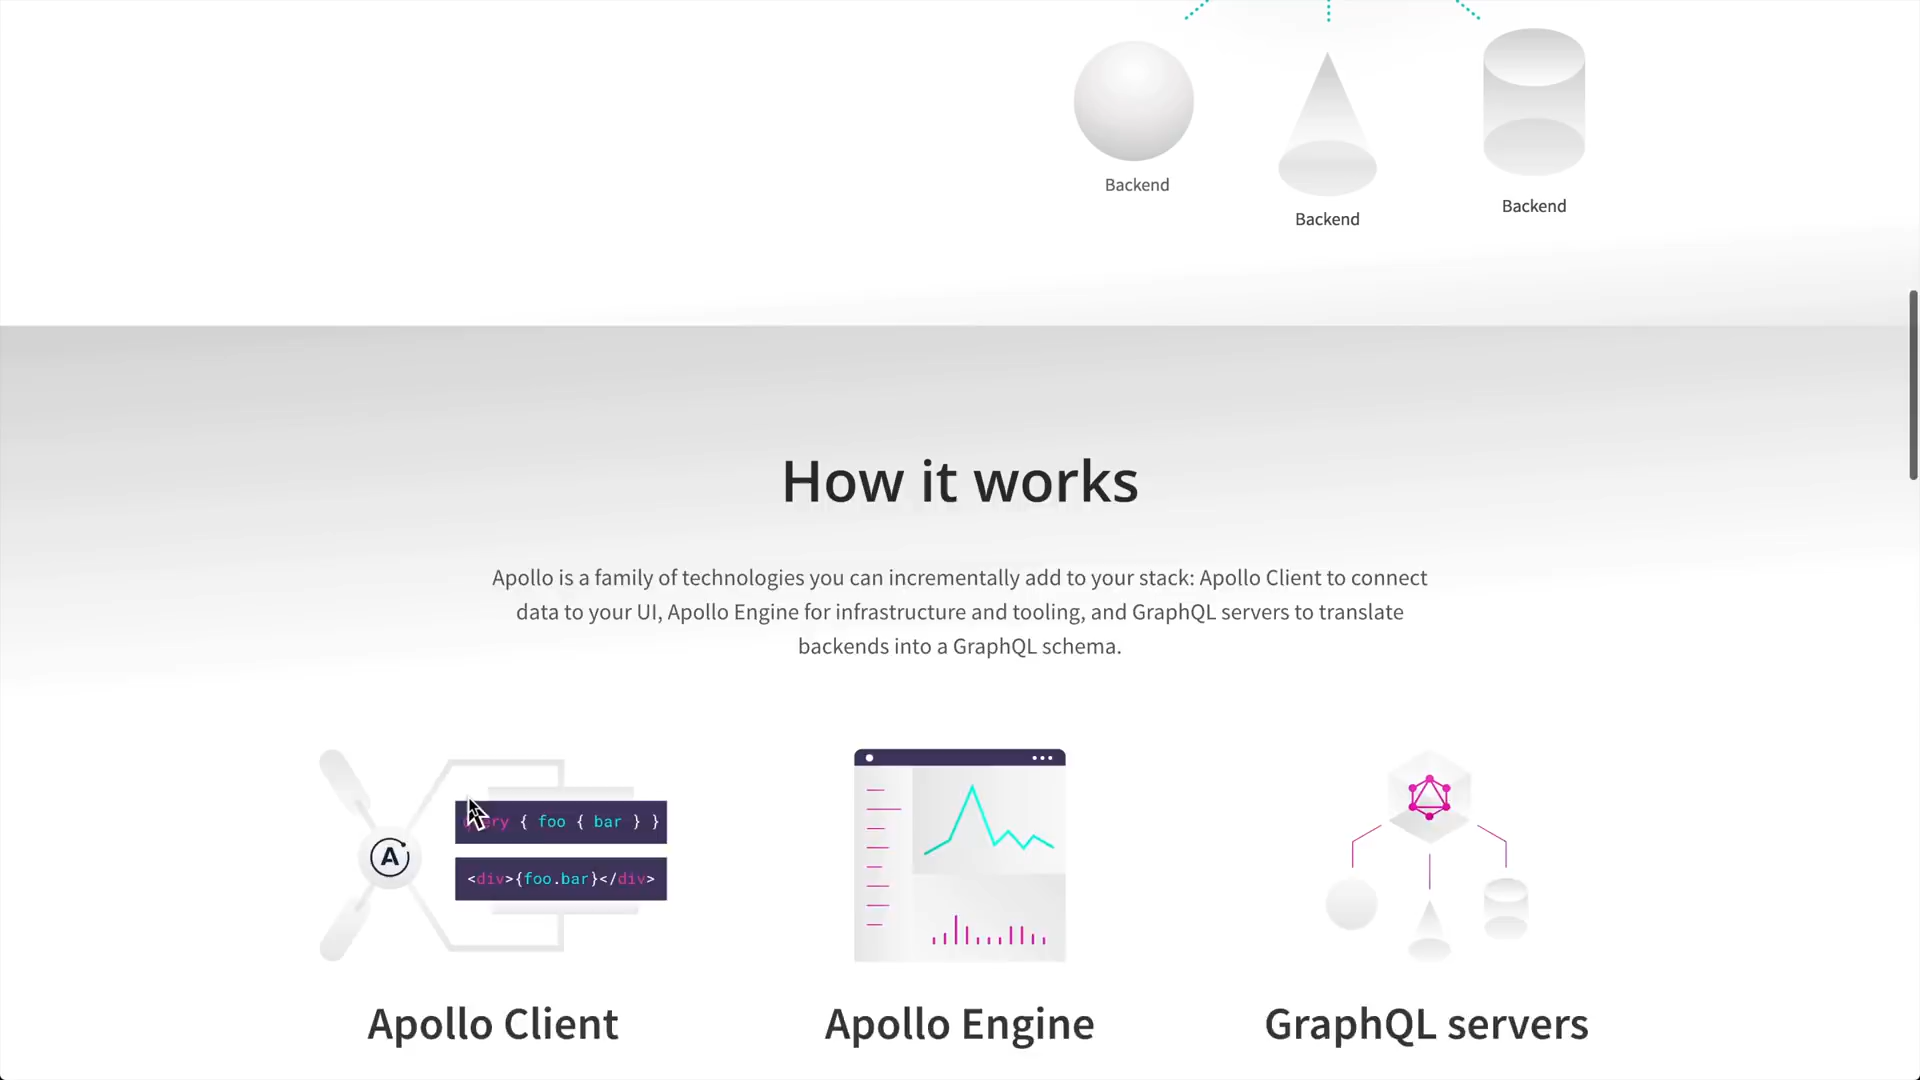 Backend
Backend
Backend
How it works
Apollo is a family of technologies you can incrementally add to your stack: Apollo Client to connect
data to your UI, Apollo Engine for infrastructure and tooling, and GraphQL servers to translate
backends into a GraphQL schema.
A
{ foo { bar } }
<div>{foo.bar}</div>
Apollo Client
Apollo Engine
GraphQL servers